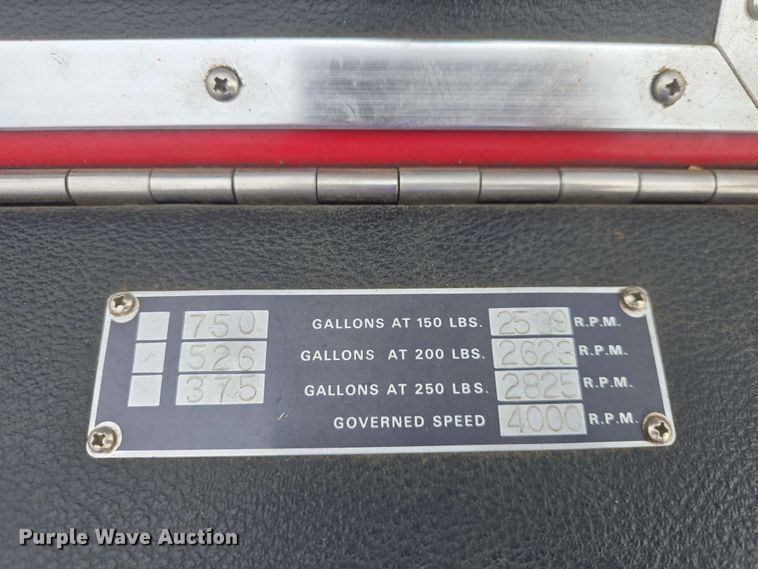 750 GALLONS AT 150 LBS. 2539 R.P.M.
526 GALLONS AT 200 LBS. 2623 R.P.M.
375 GALLONS AT 250 LBS. 2825 R.P.M.
GOVERNED SPEED 4000 R.P.M.
Purple Wave Auction